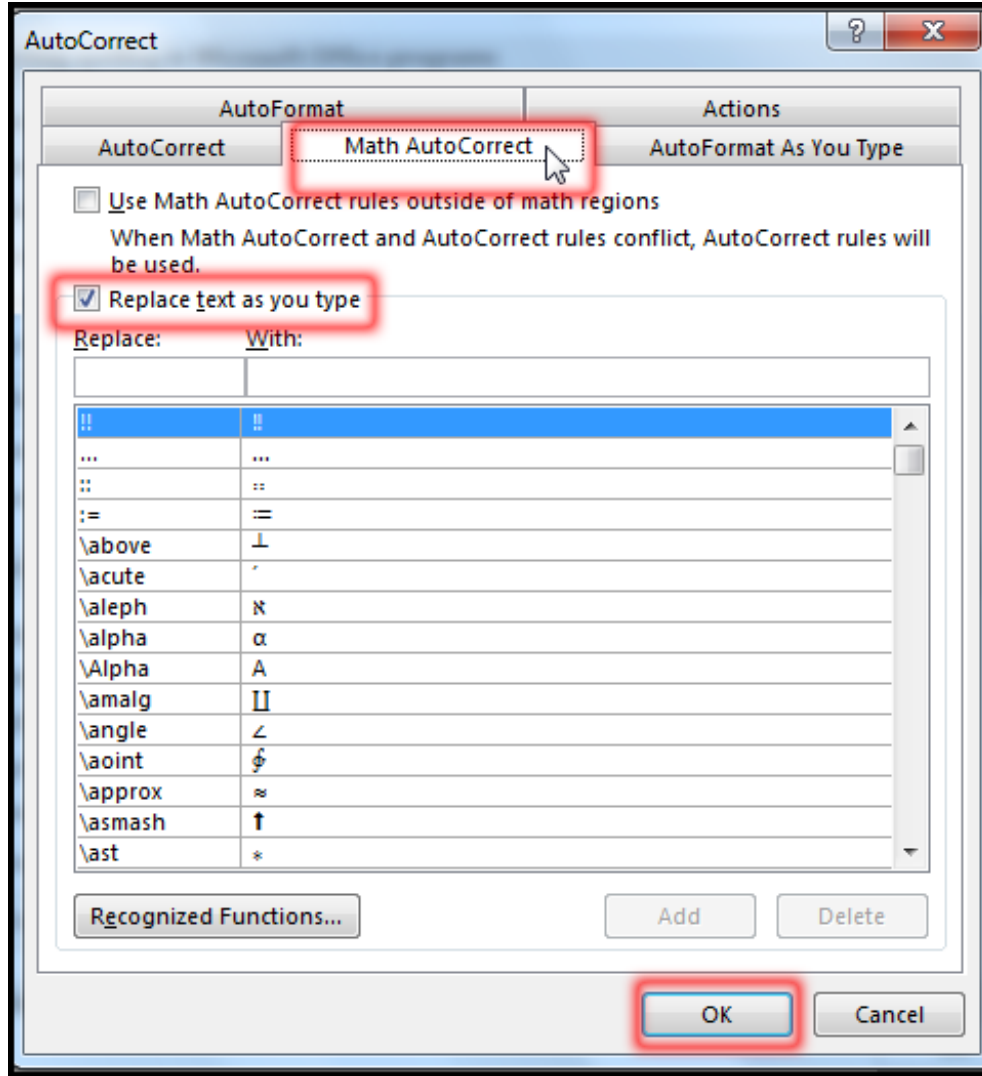 AutoCorrect
AutoFormat Actions
AutoCorrect Math AutoCorrect AutoFormat As You Type
Use Math AutoCorrect rules outside of math regions
When Math AutoCorrect and AutoCorrect rules conflict, AutoCorrect rules will
be used.
Replace text as you type
Replace: With:
!! ‼
... …
:: ∷
:= ≔
\above ┴
\acute ́
\aleph ℵ
\alpha α
\Alpha Α
\amalg ∐
\angle ∠
\aoint ∳
\approx ≈
\asmash ⬆
\ast ∗
Recognized Functions... Add Delete
OK Cancel